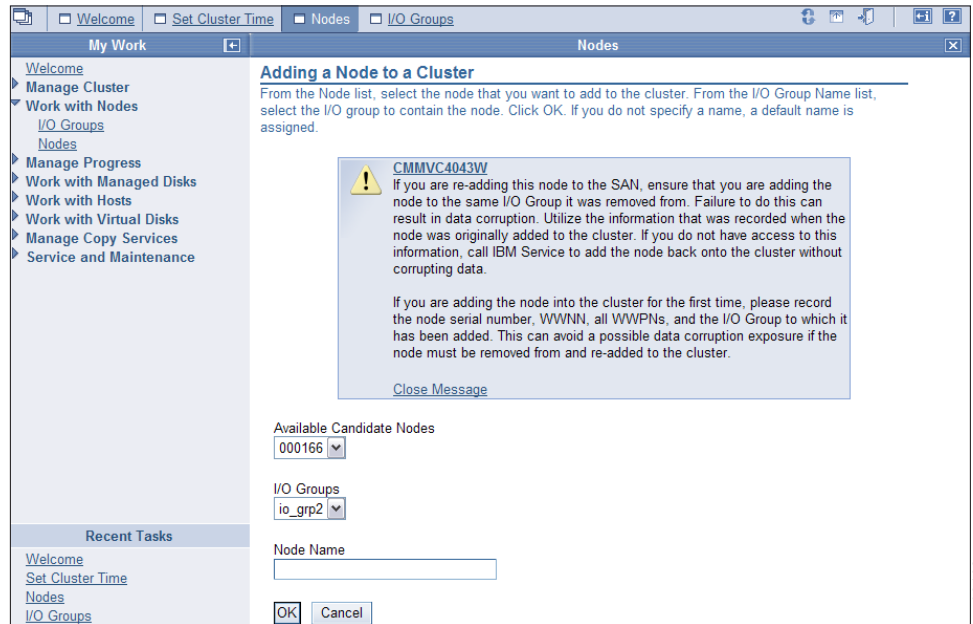 Welcome
Set Cluster Time
Nodes
I/O Groups
My Work
Nodes
Welcome
Manage Cluster
Work with Nodes
I/O Groups
Nodes
Manage Progress
Work with Managed Disks
Work with Hosts
Work with Virtual Disks
Manage Copy Services
Service and Maintenance
Recent Tasks
Welcome
Set Cluster Time
Nodes
I/O Groups
Adding a Node to a Cluster
From the Node list, select the node that you want to add to the cluster. From the I/O Group Name list,
select the I/O group to contain the node. Click OK. If you do not specify a name, a default name is
assigned.
CMMVC4043W
If you are re-adding this node to the SAN, ensure that you are adding the
node to the same I/O Group it was removed from. Failure to do this can
result in data corruption. Utilize the information that was recorded when the
node was originally added to the cluster. If you do not have access to this
information, call IBM Service to add the node back onto the cluster without
corrupting data.
If you are adding the node into the cluster for the first time, please record
the node serial number, WWNN, all WWPNs, and the I/O Group to which it
has been added. This can avoid a possible data corruption exposure if the
node must be removed from and re-added to the cluster.
Close Message
Available Candidate Nodes
000166
I/O Groups
io_grp2
Node Name
OK
Cancel